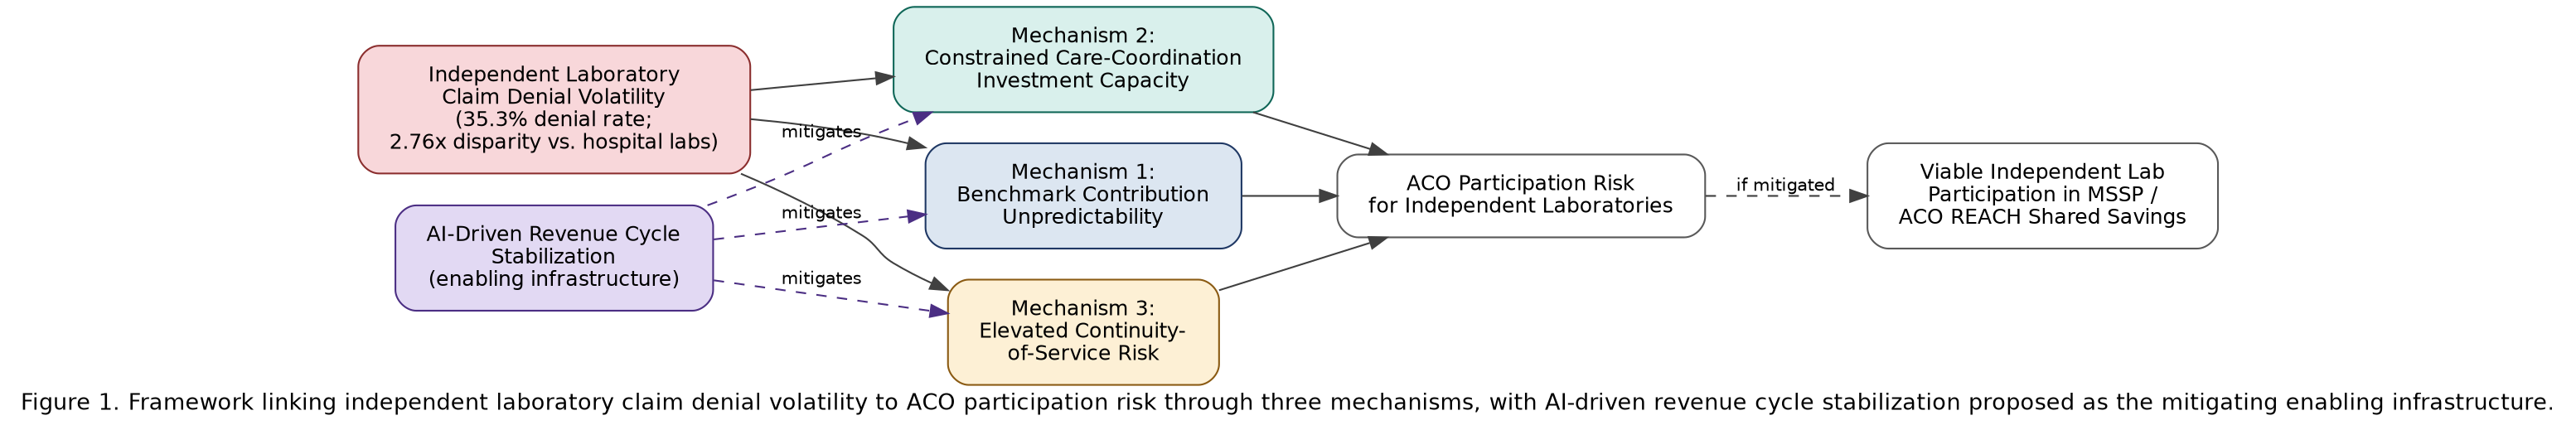 Independent Laboratory
Claim Denial Volatility
(35.3% denial rate;
2.76x disparity vs. hospital labs)
AI-Driven Revenue Cycle
Stabilization
(enabling infrastructure)
mitigates
mitigates
mitigates
Mechanism 2:
Constrained Care-Coordination
Investment Capacity
Mechanism 1:
Benchmark Contribution
Unpredictability
Mechanism 3:
Elevated Continuity-
of-Service Risk
ACO Participation Risk
for Independent Laboratories
if mitigated
Viable Independent Lab
Participation in MSSP /
ACO REACH Shared Savings
Figure 1. Framework linking independent laboratory claim denial volatility to ACO participation risk through three mechanisms, with AI-driven revenue cycle stabilization proposed as the mitigating enabling infrastructure.